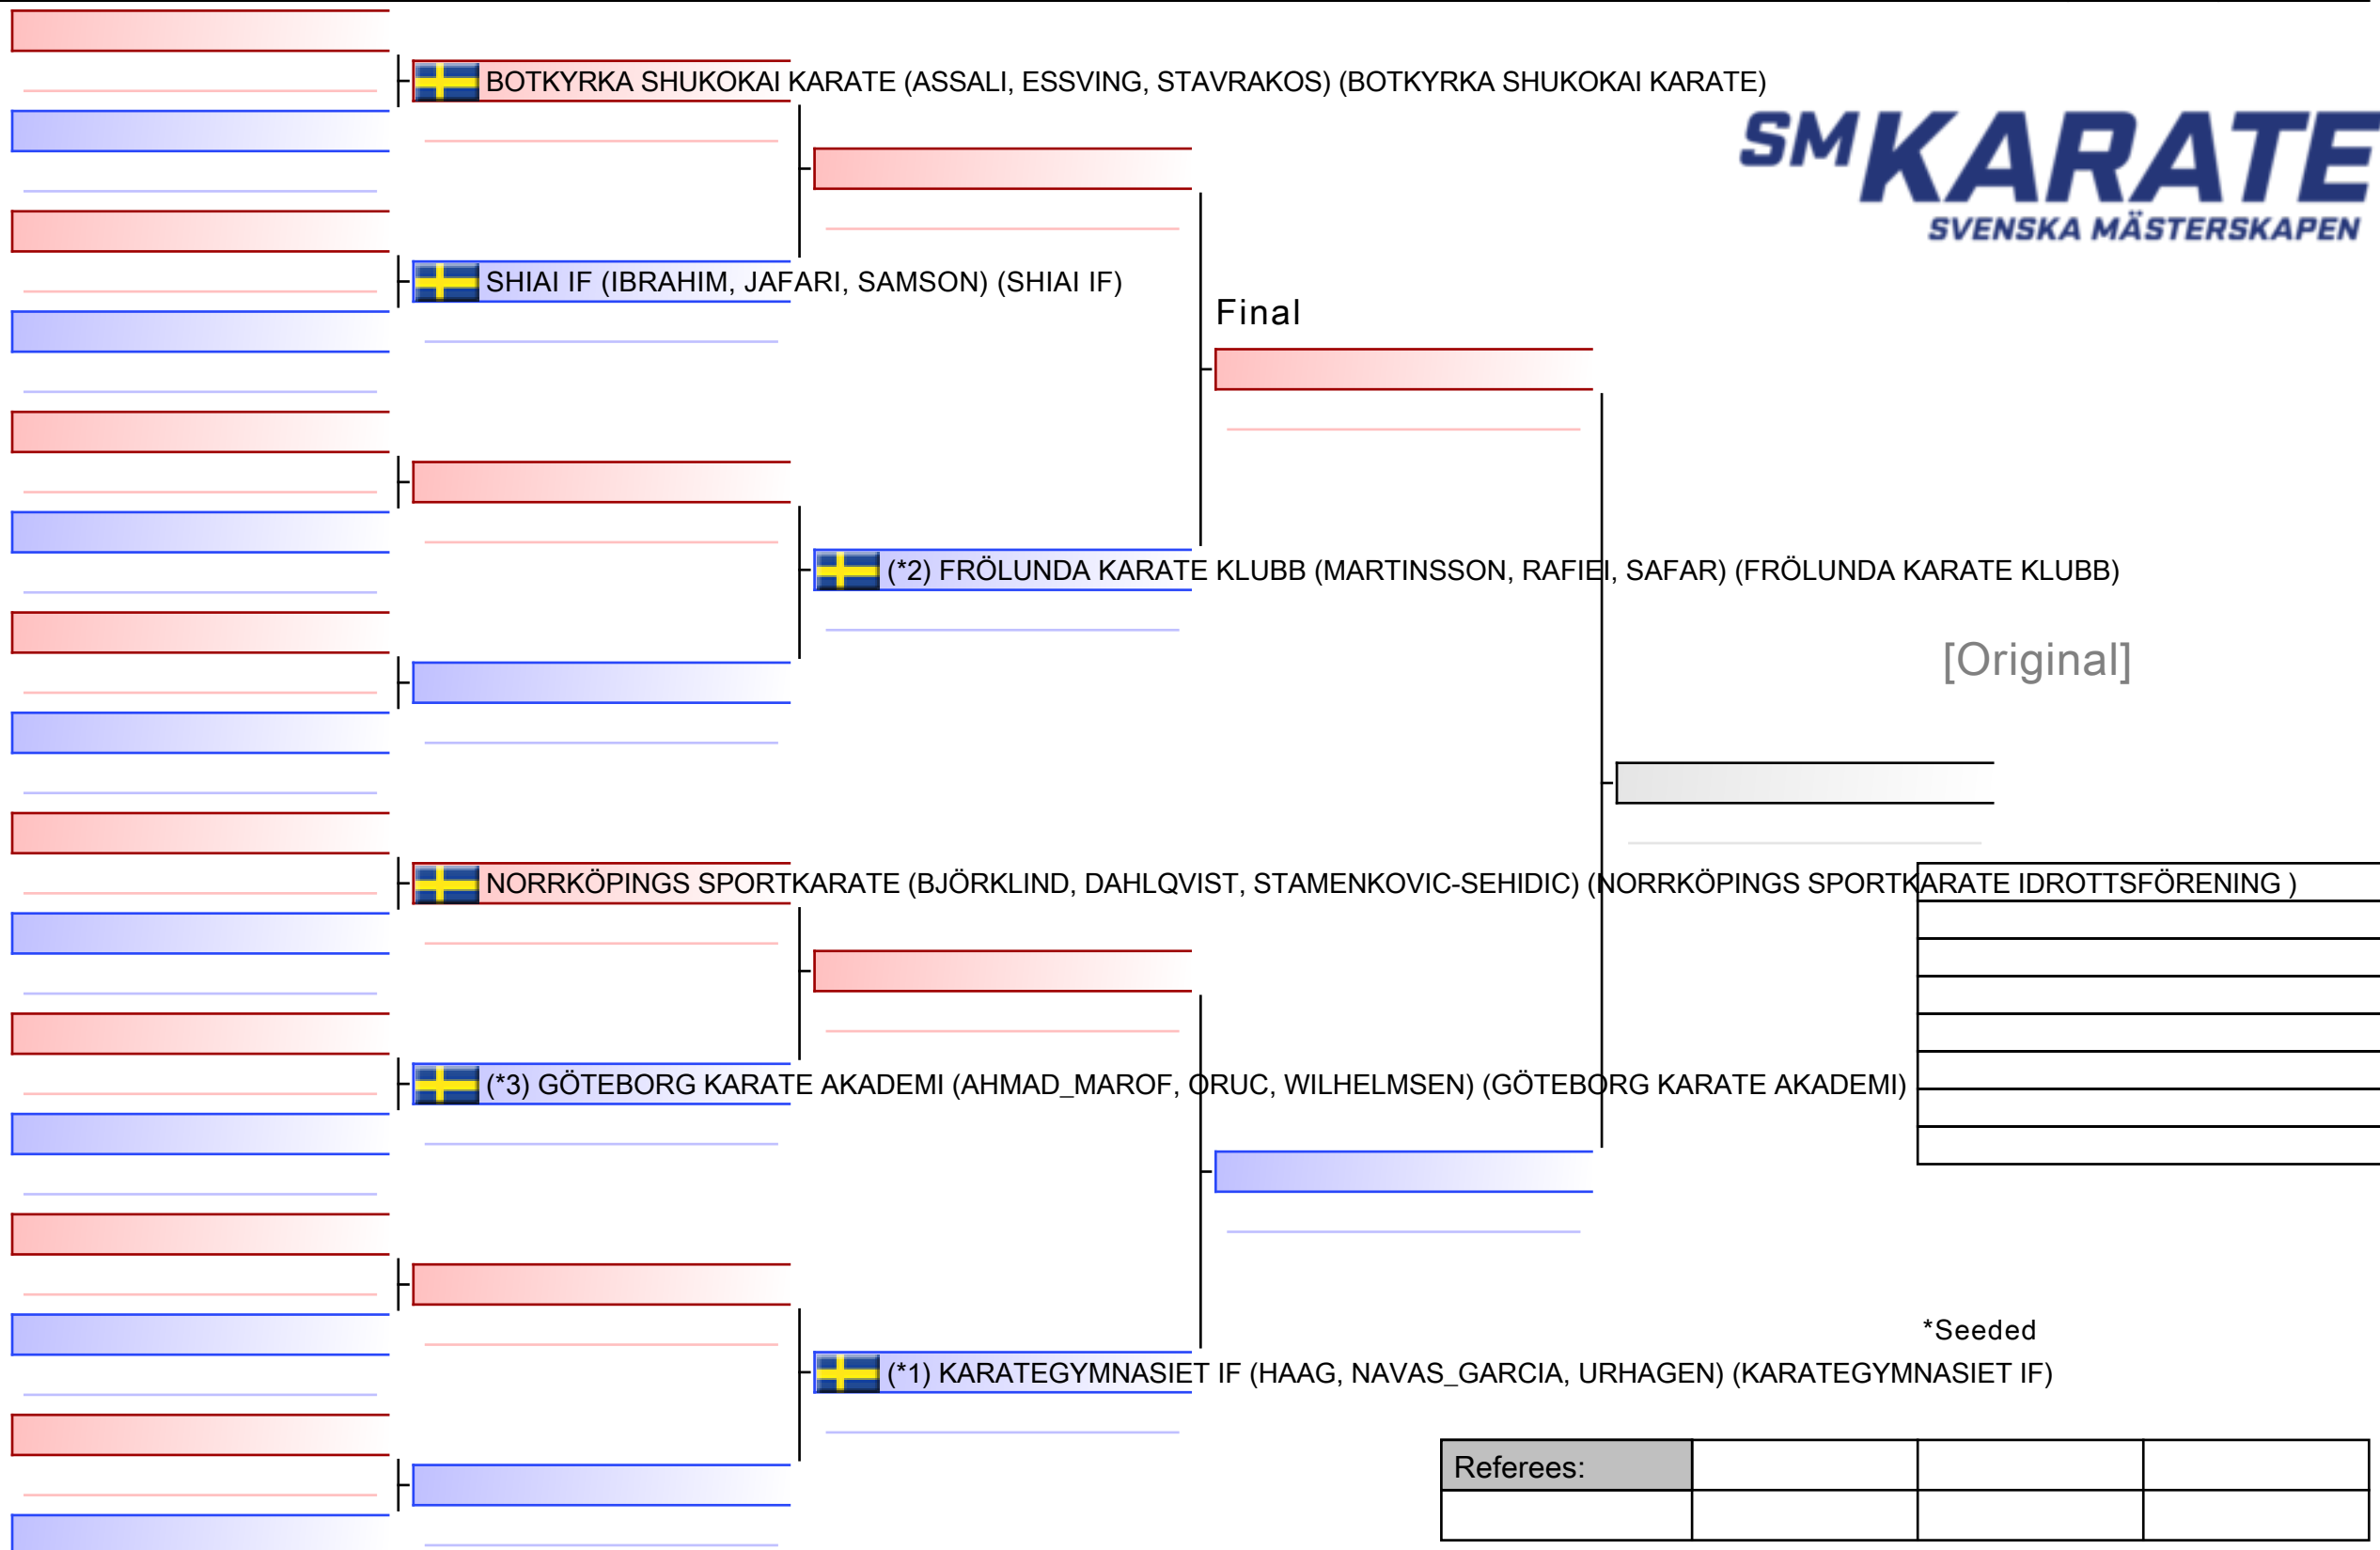 BOTKYRKA SHUKOKAI KARATE (ASSALI, ESSVING, STAVRAKOS) (BOTKYRKA SHUKOKAI KARATE)
SMKARATE
SVENSKA MÄSTERSKAPEN
SHIAI IF (IBRAHIM, JAFARI, SAMSON) (SHIAI IF)
Final
(*2) FRÖLUNDA KARATE KLUBB (MARTINSSON, RAFIEI, SAFAR) (FRÖLUNDA KARATE KLUBB)
[Original]
NORRKÖPINGS SPORTKARATE (BJÖRKLIND, DAHLQVIST, STAMENKOVIC-SEHIDIC) (NORRKÖPINGS SPORTKARATE IDROTTSFÖRENING )
(*3) GÖTEBORG KARATE AKADEMI (AHMAD_MAROF, ORUC, WILHELMSEN) (GÖTEBORG KARATE AKADEMI)
*Seeded
(*1) KARATEGYMNASIET IF (HAAG, NAVAS_GARCIA, URHAGEN) (KARATEGYMNASIET IF)
Referees: